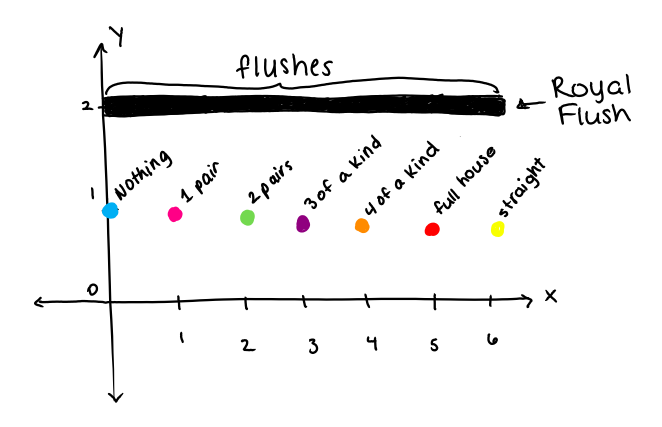 Y
flushes
Royal
Flush
2
Nothing
1 pair
2 pairs
3 of a kind
4 of a kind
full house
straight
1
0
X
1 2 3 4 5 6